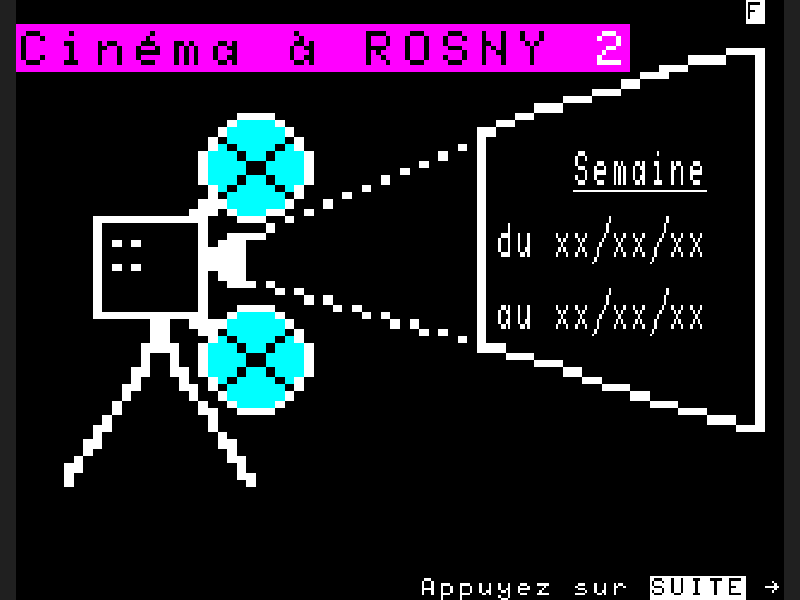 F
Cinéma à ROSNY 2
Semaine
du xx/xx/xx
au xx/xx/xx
Appuyez sur SUITE →